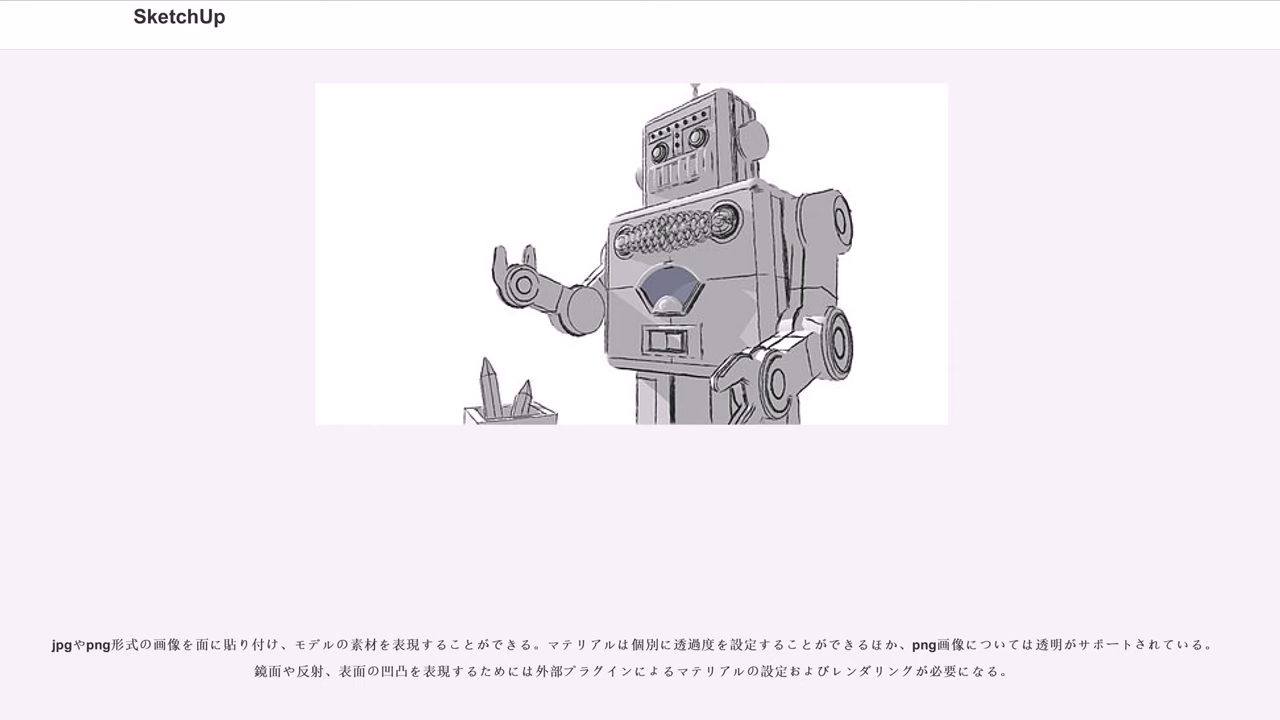 SketchUp
jpgやpng形式の画像を面に貼り付け、モデルの素材を表現することができる。マテリアルは個別に透過度を設定することができるほか、png画像については透明がサポートされている。
鏡面や反射、表面の凹凸を表現するためには外部プラグインによるマテリアルの設定およびレンダリングが必要になる。